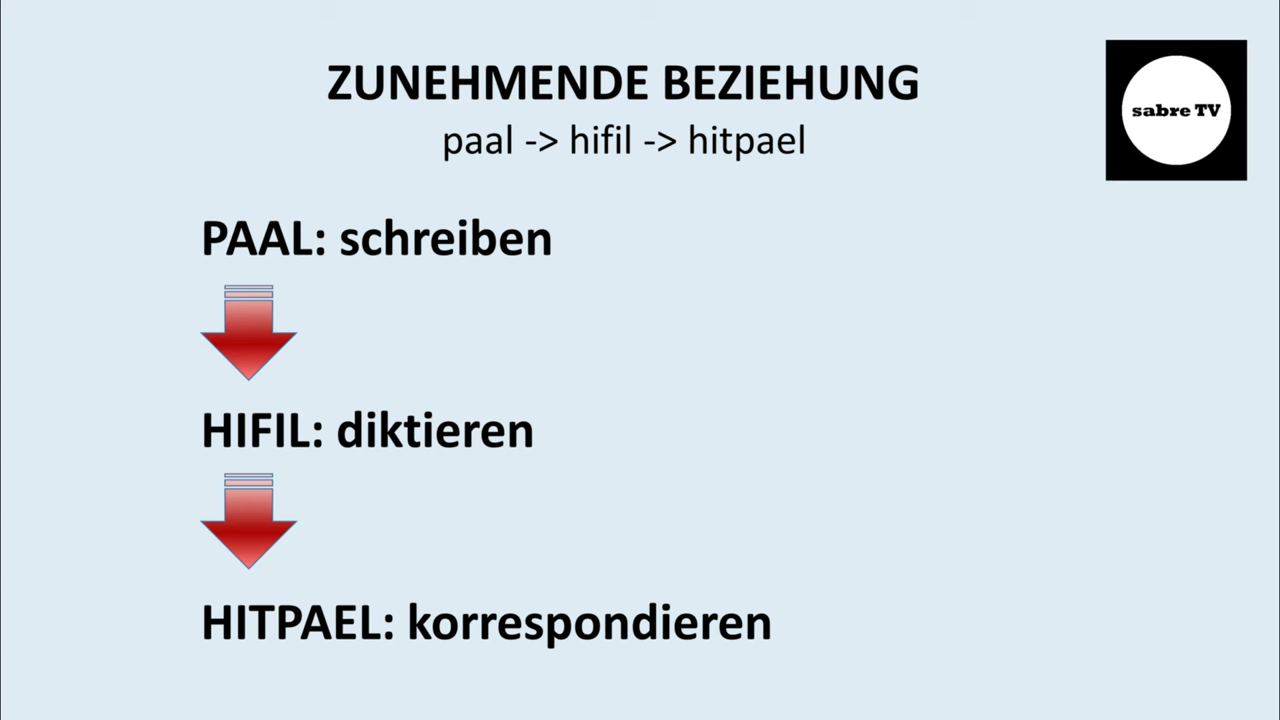 ZUNEHMENDE BEZIEHUNG
paal -> hifil -> hitpael
sabre TV
PAAL: schreiben
HIFIL: diktieren
HITPAEL: korrespondieren